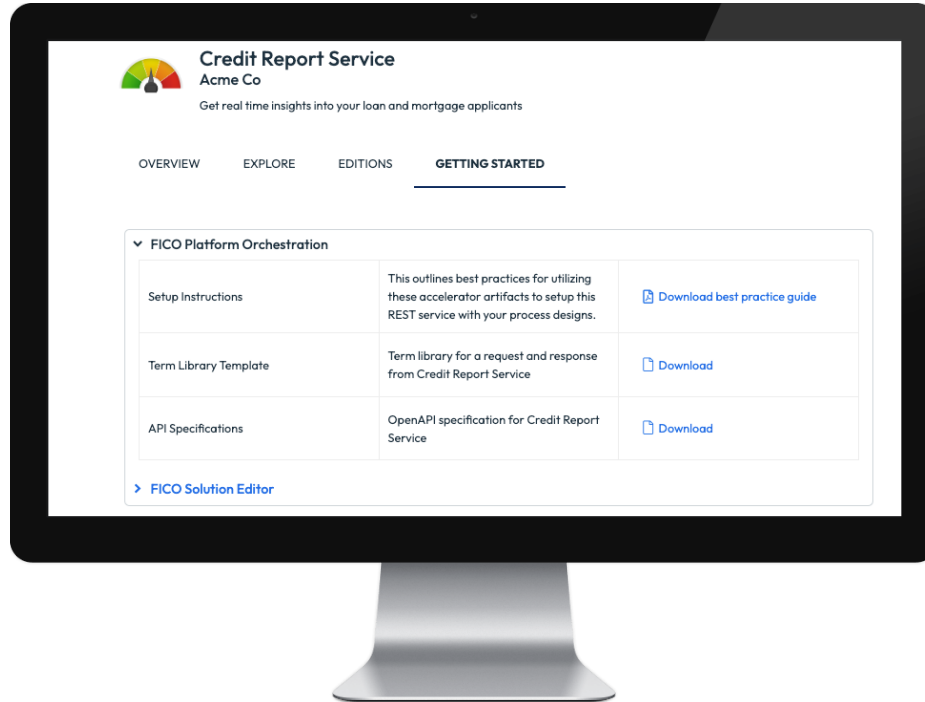 Credit Report Service
Acme Co
Get real time insights into your loan and mortgage applicants
OVERVIEW EXPLORE EDITIONS GETTING STARTED
FICO Platform Orchestration
Setup Instructions
This outlines best practices for utilizing
these accelerator artifacts to setup this
REST service with your process designs.
Download best practice guide
Term Library Template
Term library for a request and response
from Credit Report Service
Download
API Specifications
OpenAPI specification for Credit Report
Service
Download
FICO Solution Editor